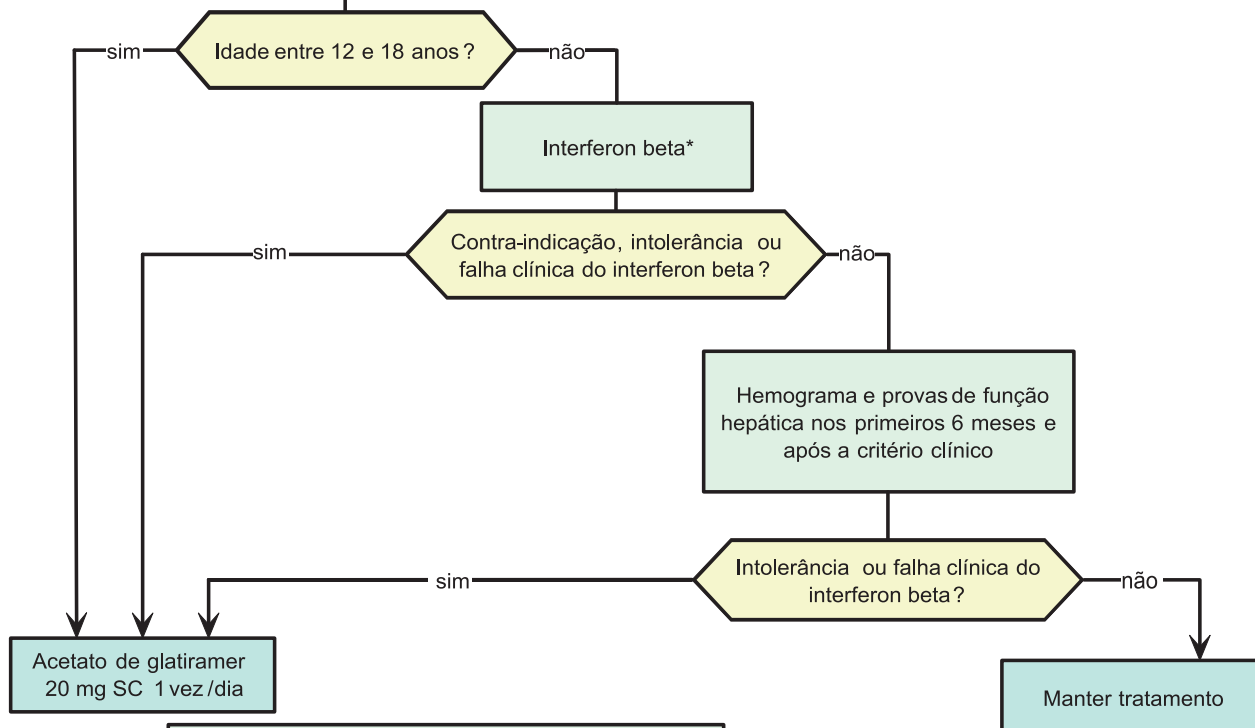 Idade entre 12 e 18 anos ?
sim
não
Interferon beta*
Contra-indicação, intolerância ou
falha clínica do interferon beta ?
sim
não
Hemograma e provas de função
hepática nos primeiros 6 meses e
após a critério clínico
Intolerância ou falha clínica do
interferon beta ?
sim
não
Acetato de glatiramer
20 mg SC 1 vez /dia
Manter tratamento